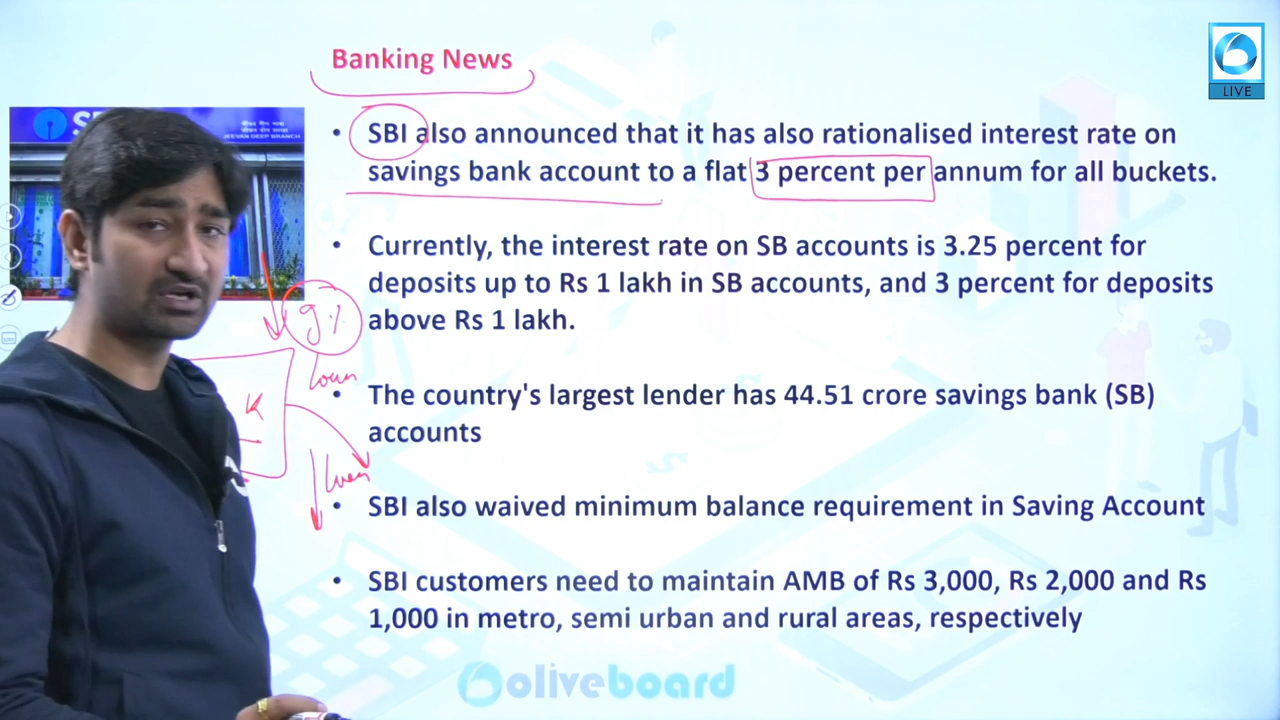 Banking News
LIVE
JEEVAN DEEP BRANCH
• SBI also announced that it has also rationalised interest rate on
savings bank account to a flat 3 percent per annum for all buckets.
• Currently, the interest rate on SB accounts is 3.25 percent for
deposits up to Rs 1 lakh in SB accounts, and 3 percent for deposits
above Rs 1 lakh.
9%
loan
K
• The country's largest lender has 44.51 crore savings bank (SB)
accounts
• SBI also waived minimum balance requirement in Saving Account
• SBI customers need to maintain AMB of Rs 3,000, Rs 2,000 and Rs
1,000 in metro, semi urban and rural areas, respectively
oliveboard